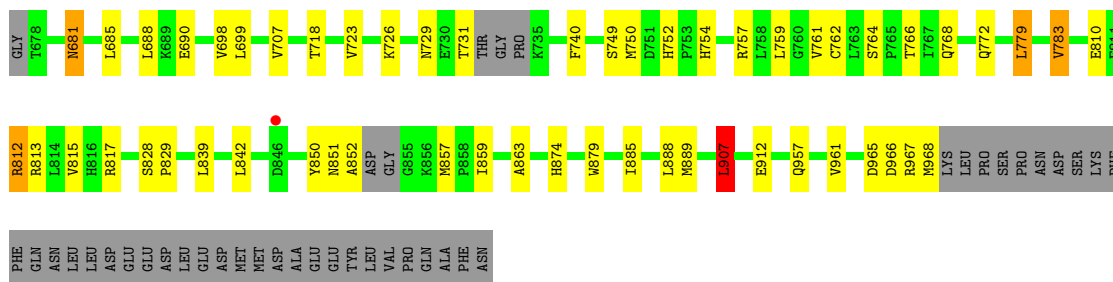 GLY T678 N681 L685 L688 K689 E690 V698 L699 V707 T718 V723 K726 N729 E730 T731 THR GLY PRO K735 F740 S749 M750 D751 H752 P753 H754 R757 L758 L759 G760 V761 C762 L763 S764 P765 T766 I767 Q768 Q772 L779 V783 E810
R812 R813 L814 V815 H816 R817 S828 P829 L839 L842 D846 Y850 N851 A852 ASP GLY G855 K856 M857 P858 I859 A863 H874 W879 I885 L888 M889 L907 E912 Q957 V961 D965 D966 R967 M968 LYS LEU PRO SER PRO ASN ASP SER LYS
PHE GLN ASN LEU LEU ASP GLU GLU ASP LEU GLU ASP MET MET ASP ALA GLU GLU TYR LEU VAL PRO GLN ALA PHE ASN